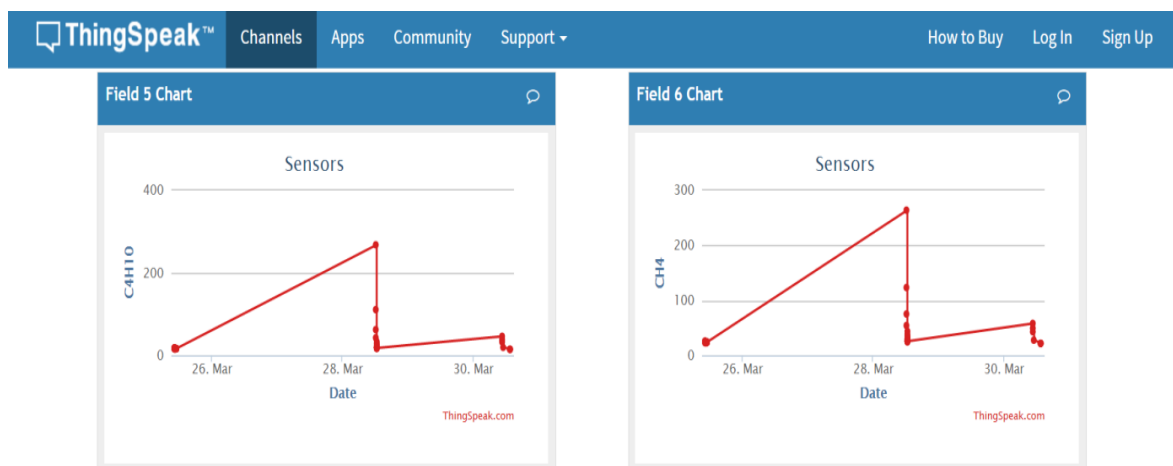 ThingSpeak™ Channels Apps Community Support How to Buy Log In Sign Up
Field 5 Chart
Sensors
400
200
0
C4H10
26. Mar 28. Mar 30. Mar
Date
ThingSpeak.com
Field 6 Chart
Sensors
300
200
100
0
CH4
26. Mar 28. Mar 30. Mar
Date
ThingSpeak.com